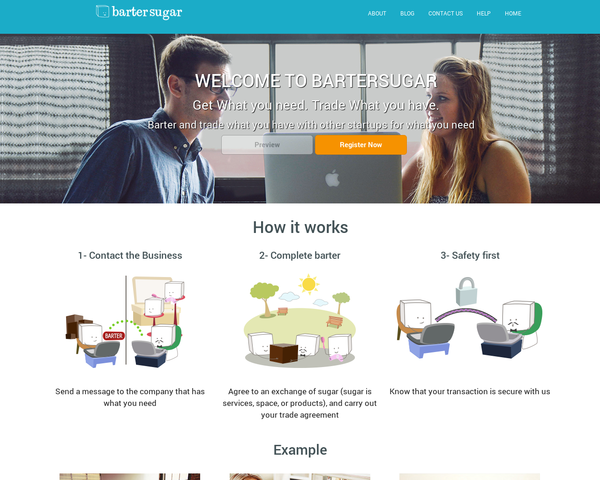 barter sugar
ABOUT BLOG CONTACT US HELP HOME
WELCOME TO BARTERSUGAR
Get What you need. Trade What you have.
Barter and trade what you have with other startups for what you need
Preview Register Now
How it works
1- Contact the Business 2- Complete barter 3- Safety first
BARTER
Send a message to the company that has
what you need
Agree to an exchange of sugar (sugar is
services, space, or products), and carry out
your trade agreement
Know that your transaction is secure with us
Example